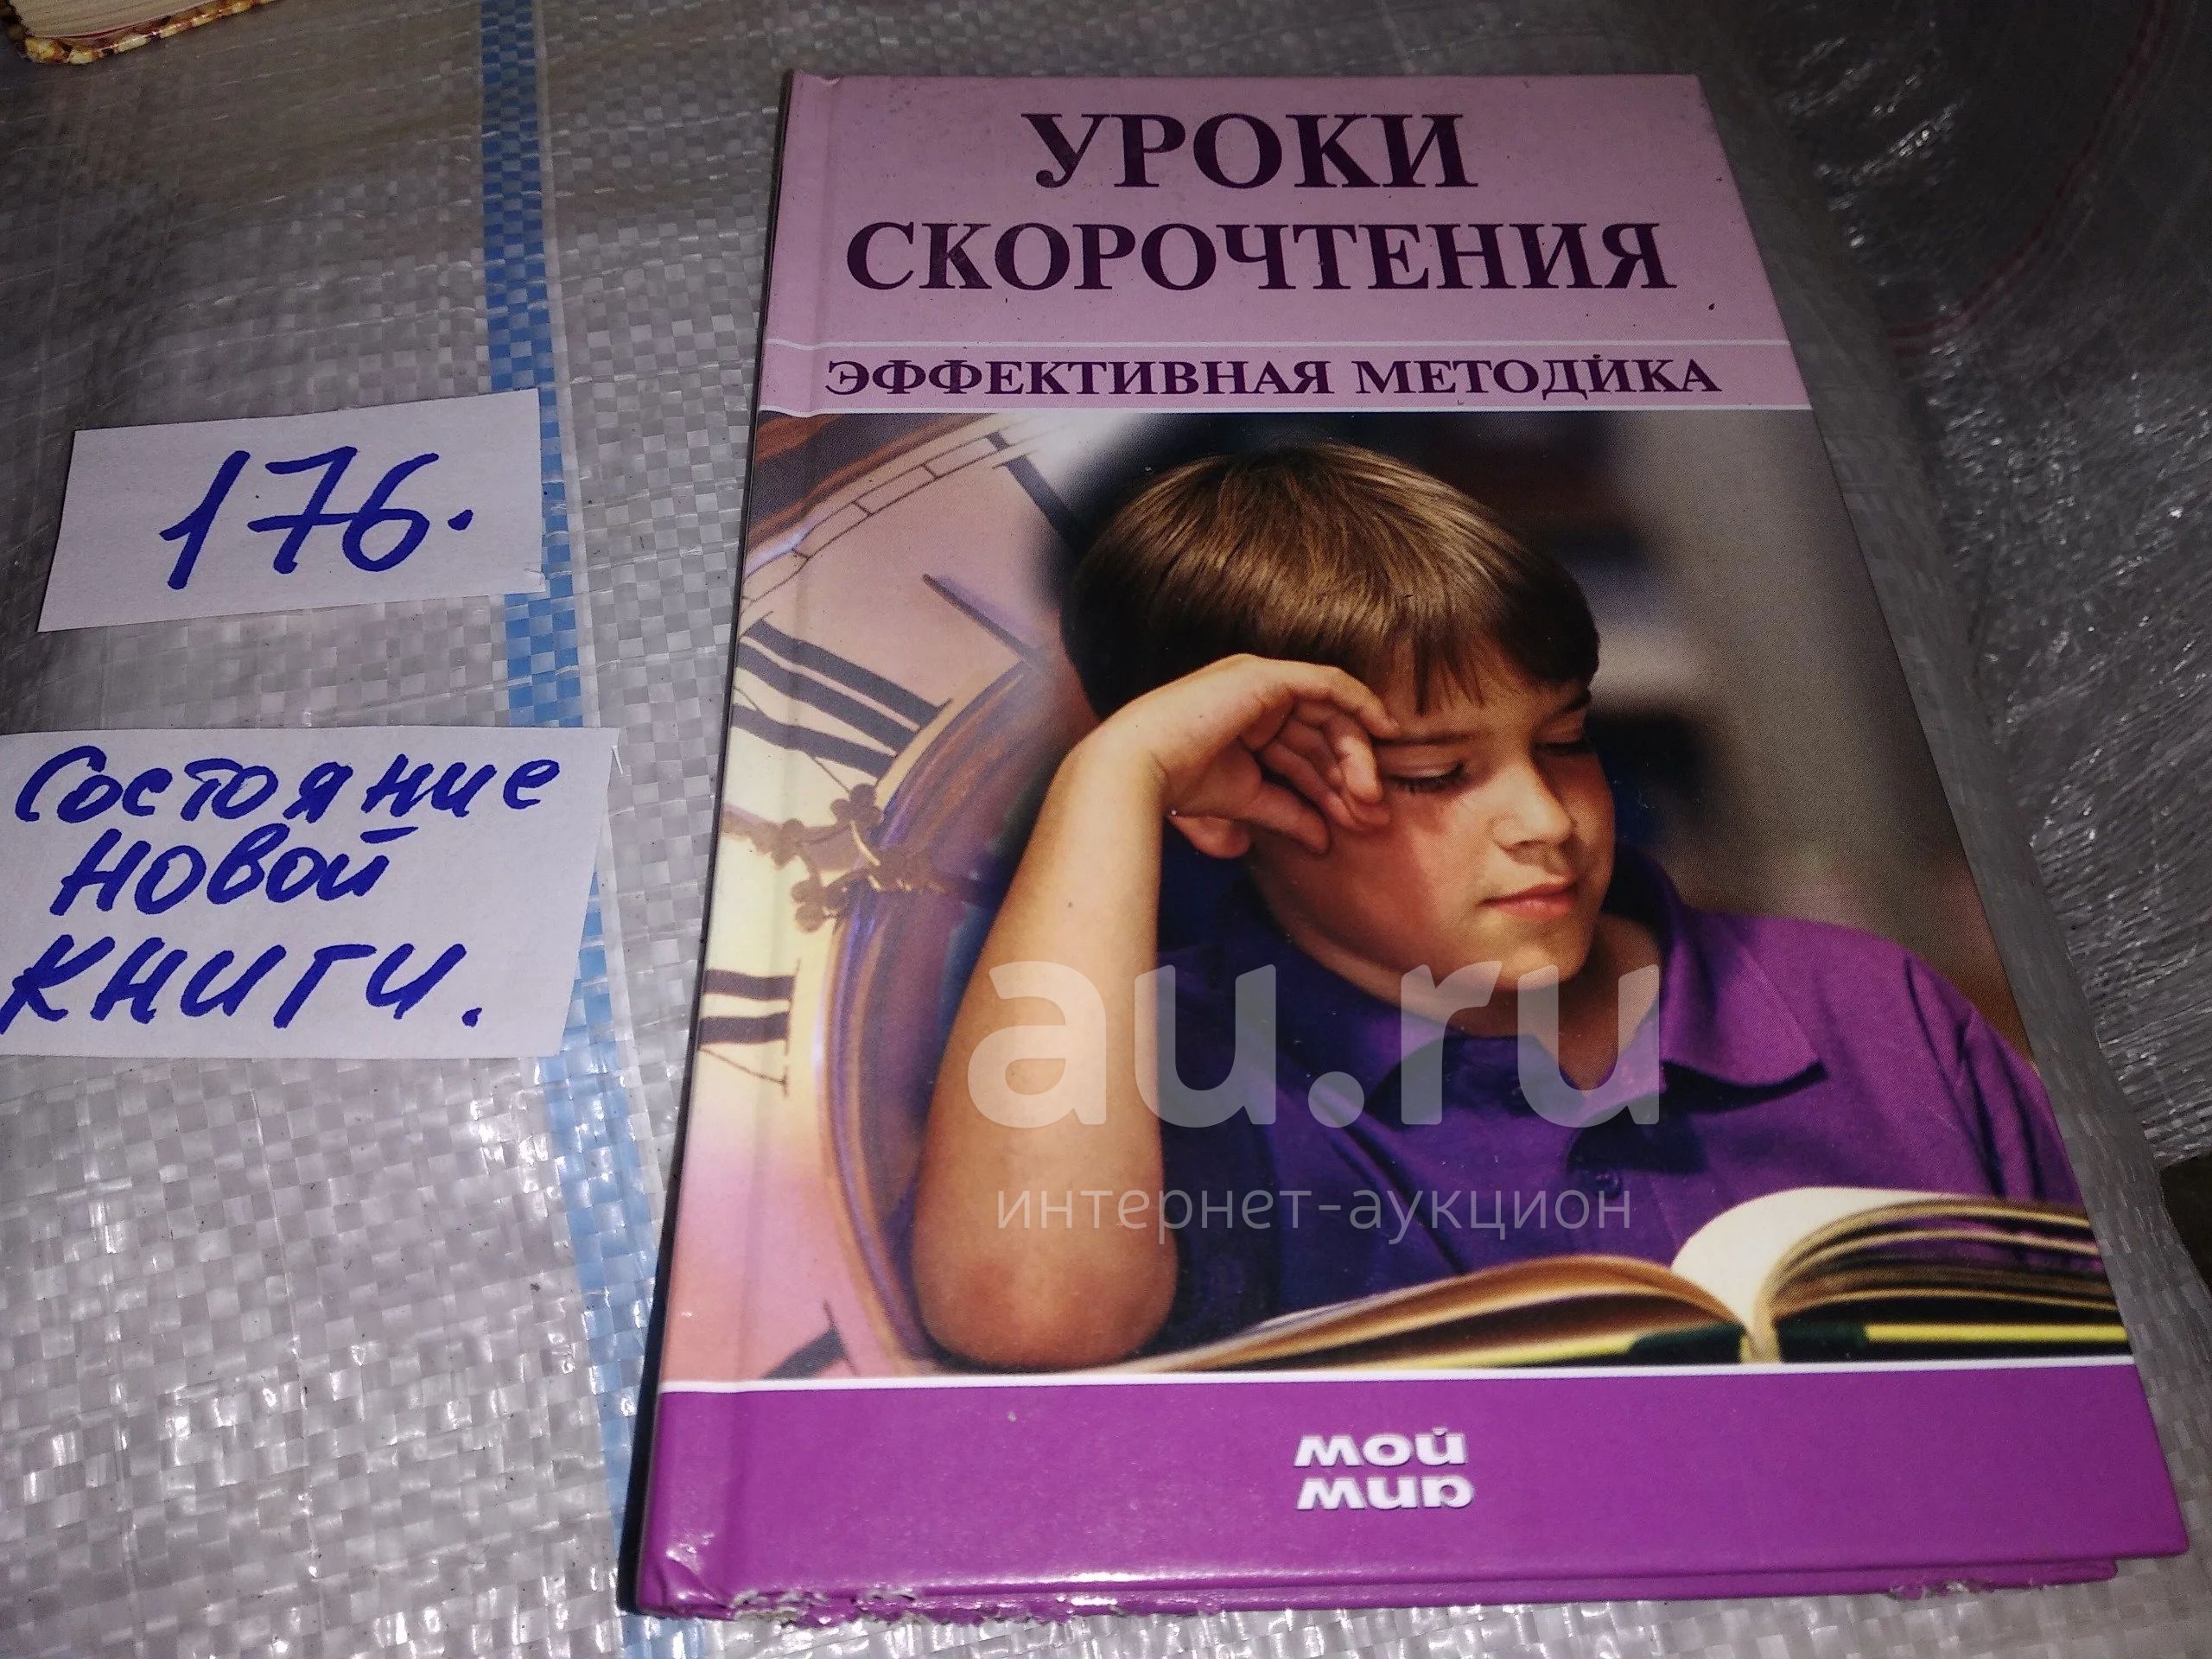 УРОКИ
СКОРОЧТЕНИЯ
ЭФФЕКТИВНАЯ МЕТОДИКА
176.
Состояние
новой
книги.
au.ru
интернет-аукцион
мой
мир